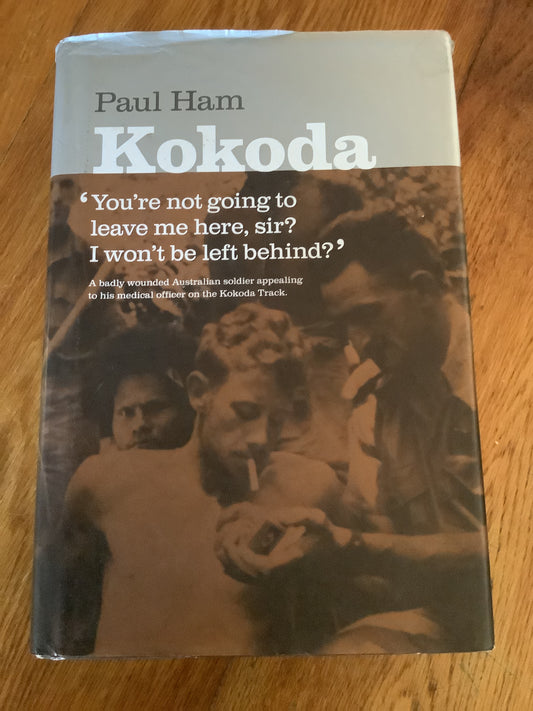 Paul Ham
Kokoda
‘You're not going to
leave me here, sir?
I won't be left behind?’
A badly wounded Australian soldier appealing
to his medical officer on the Kokoda Track.